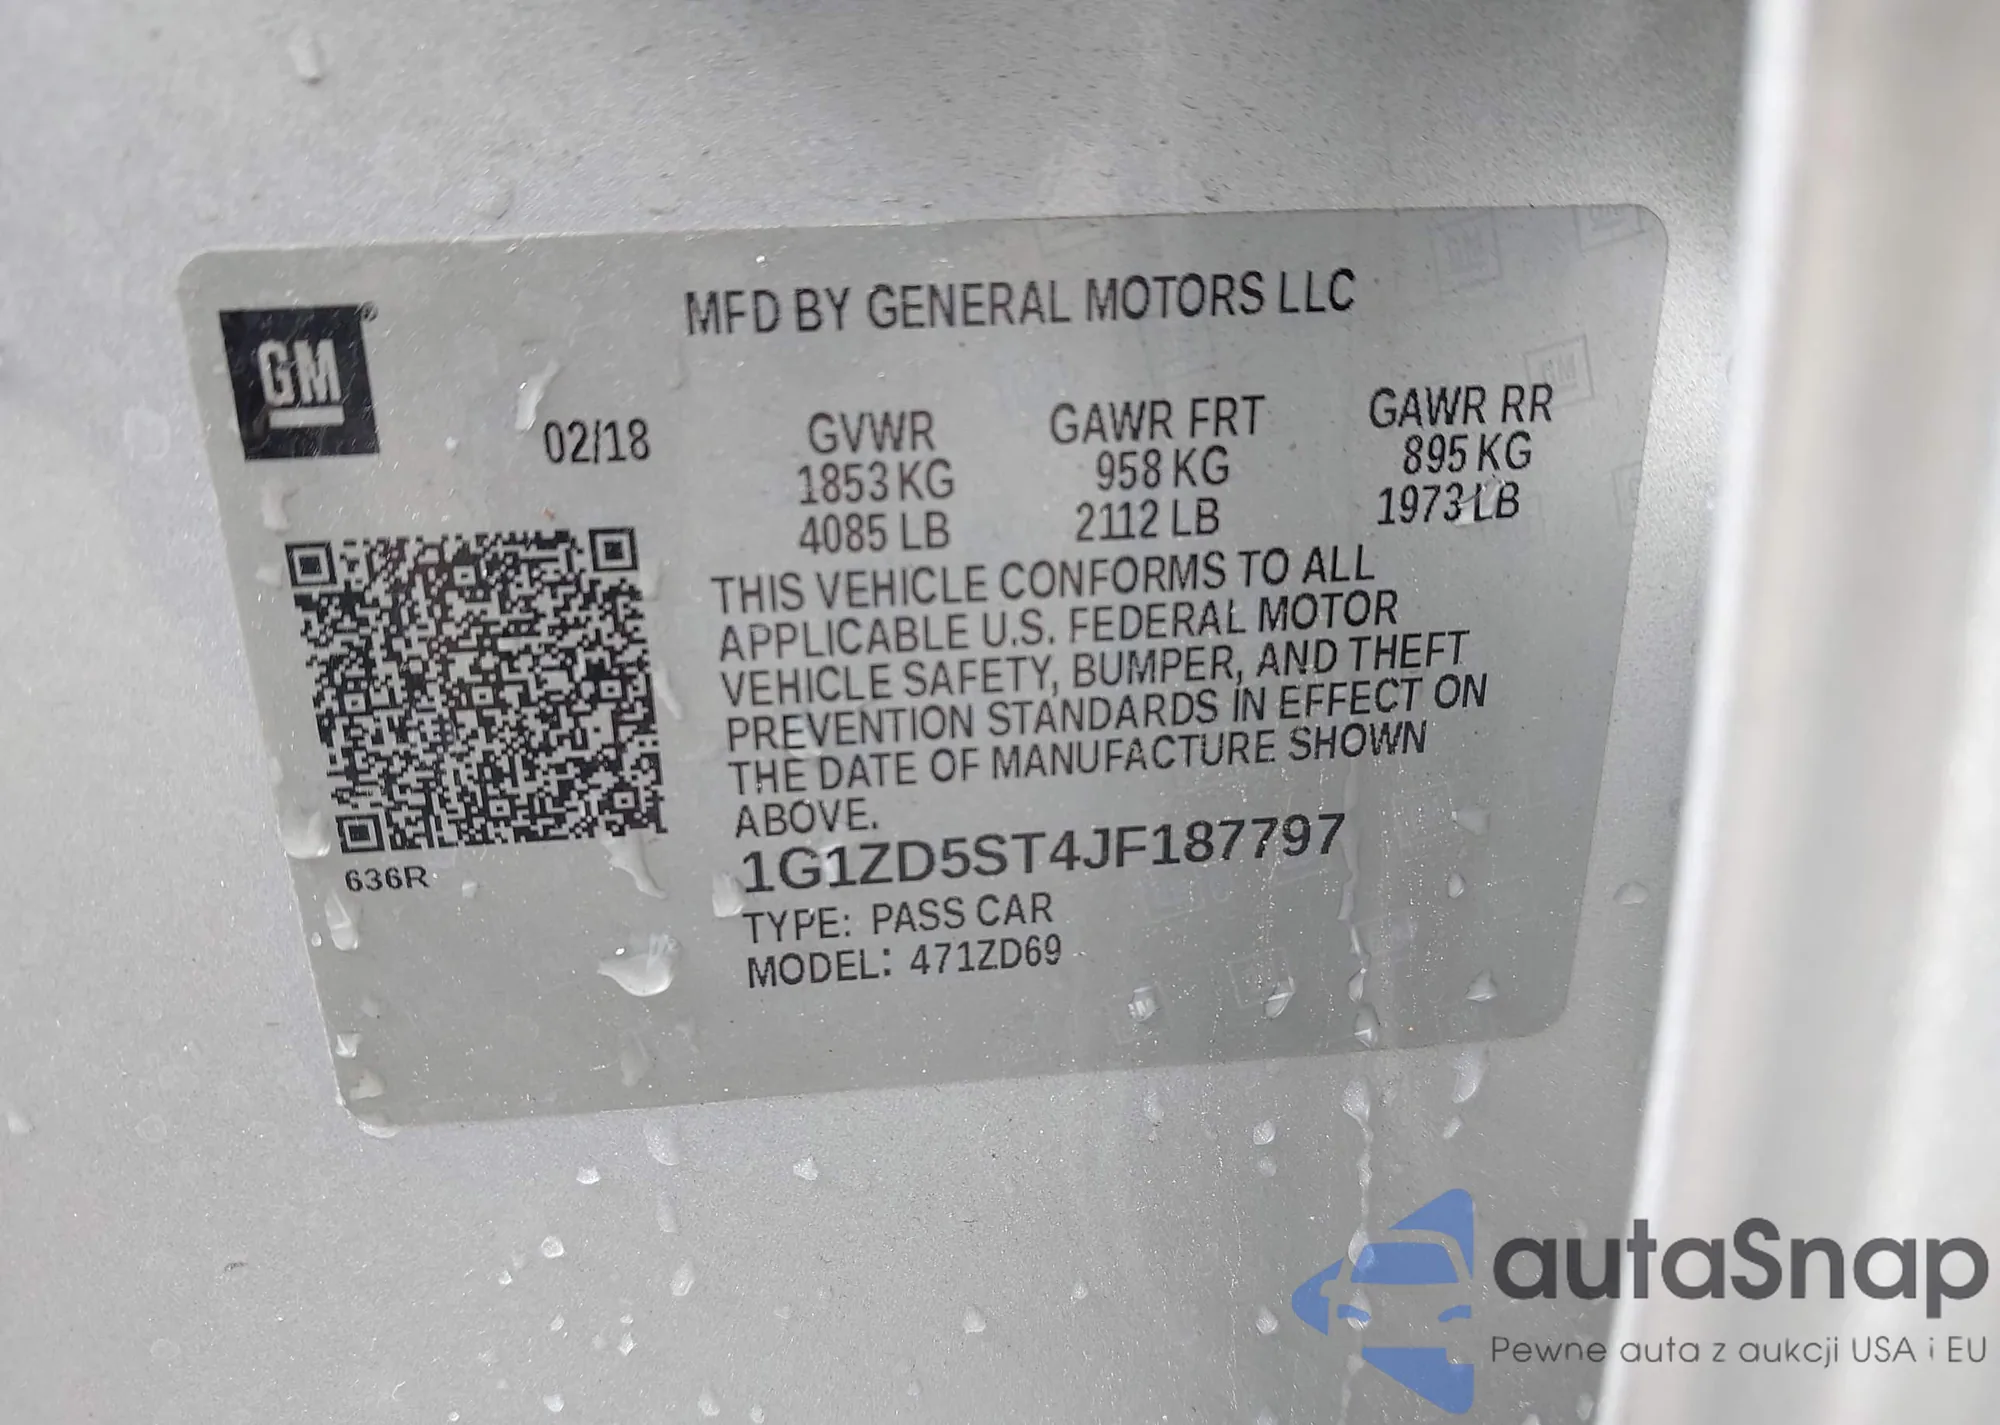 MFD BY GENERAL MOTORS LLC
GM®
02/18
GVWR GAWR FRT GAWR RR
1853 KG 958 KG 895 KG
4085 LB 2112 LB 1973 LB
THIS VEHICLE CONFORMS TO ALL
APPLICABLE U.S. FEDERAL MOTOR
VEHICLE SAFETY, BUMPER, AND THEFT
PREVENTION STANDARDS IN EFFECT ON
THE DATE OF MANUFACTURE SHOWN
ABOVE.
1G1ZD5ST4JF187797
636R
TYPE: PASS CAR
MODEL: 471ZD69
autaSnap
Pewne auta z aukcji USA i EU